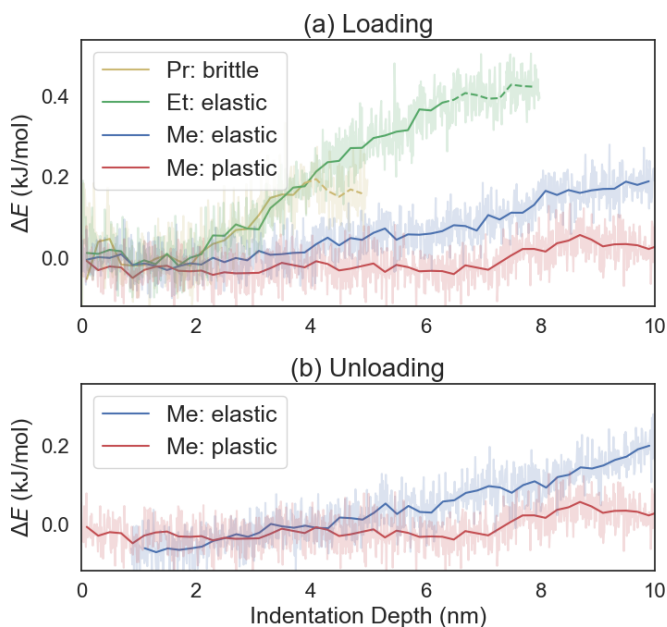 (a) Loading
Pr: brittle
Et: elastic
Me: elastic
Me: plastic
ΔE (kJ/mol)
0.4
0.2
0.0
0 2 4 6 8 10
(b) Unloading
Me: elastic
Me: plastic
ΔE (kJ/mol)
0.2
0.0
0 2 4 6 8 10
Indentation Depth (nm)